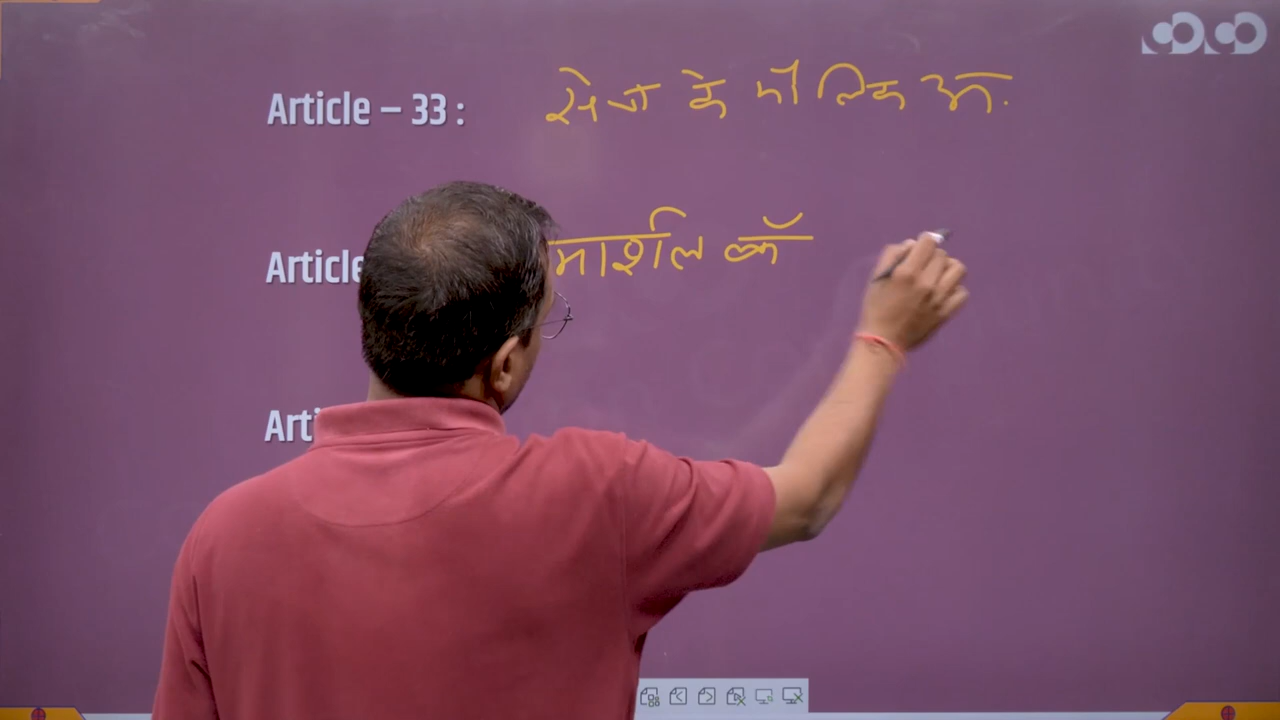 Article – 33 : सेना के मौलिक अ.
Article मार्शल कॉ
Arti